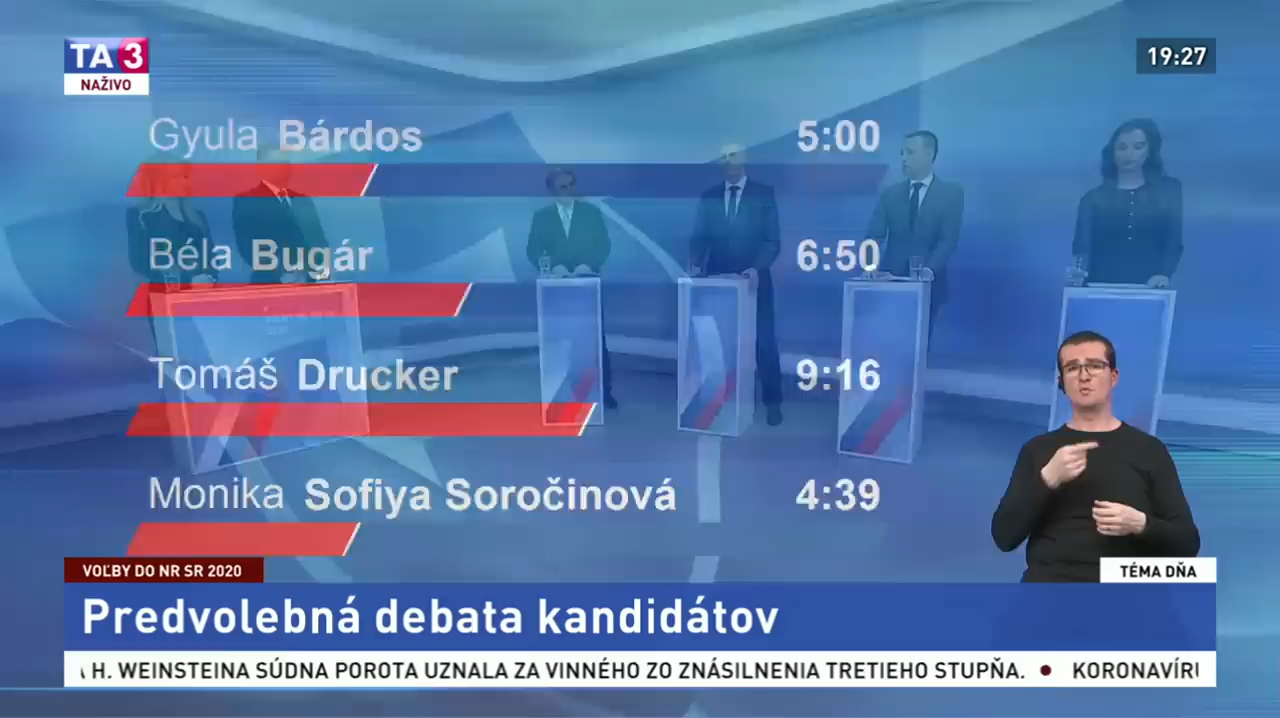 TA3
NAŽIVO
19:27
Gyula Bárdos 5:00
Béla Bugár 6:50
Tomáš Drucker 9:16
Monika Sofiya Soročinová 4:39
VOĽBY DO NR SR 2020
TÉMA DŇA
Predvolebná debata kandidátov
H. WEINSTEINA SÚDNA POROTA UZNALA ZA VINNÉHO ZO ZNÁSILNENIA TRETIEHO STUPŇA. • KORONAVÍRU